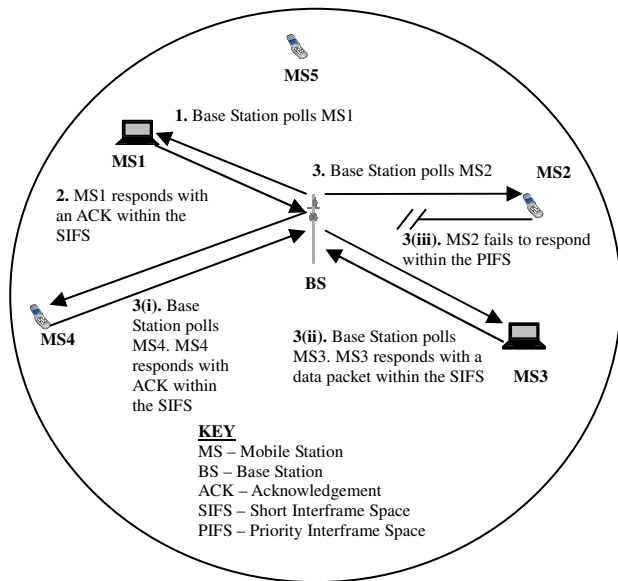 MS5
1. Base Station polls MS1
MS1
3. Base Station polls MS2
MS2
2. MS1 responds with
an ACK within the
SIFS
3(iii). MS2 fails to respond
within the PIFS
BS
3(i). Base
Station polls
MS4. MS4
responds with
ACK within
the SIFS
MS4
3(ii). Base Station polls
MS3. MS3 responds with a
data packet within the SIFS
MS3
KEY
MS – Mobile Station
BS – Base Station
ACK – Acknowledgement
SIFS – Short Interframe Space
PIFS – Priority Interframe Space